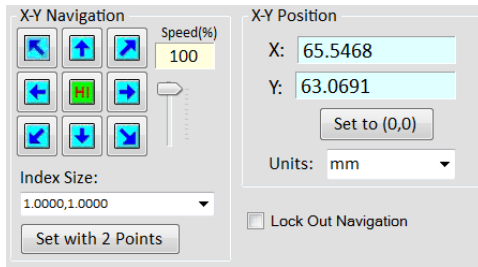 X-Y Navigation
Speed(%)
100
HI
Index Size:
1.0000,1.0000
Set with 2 Points
X-Y Position
X: 65.5468
Y: 63.0691
Set to (0,0)
Units: mm
Lock Out Navigation